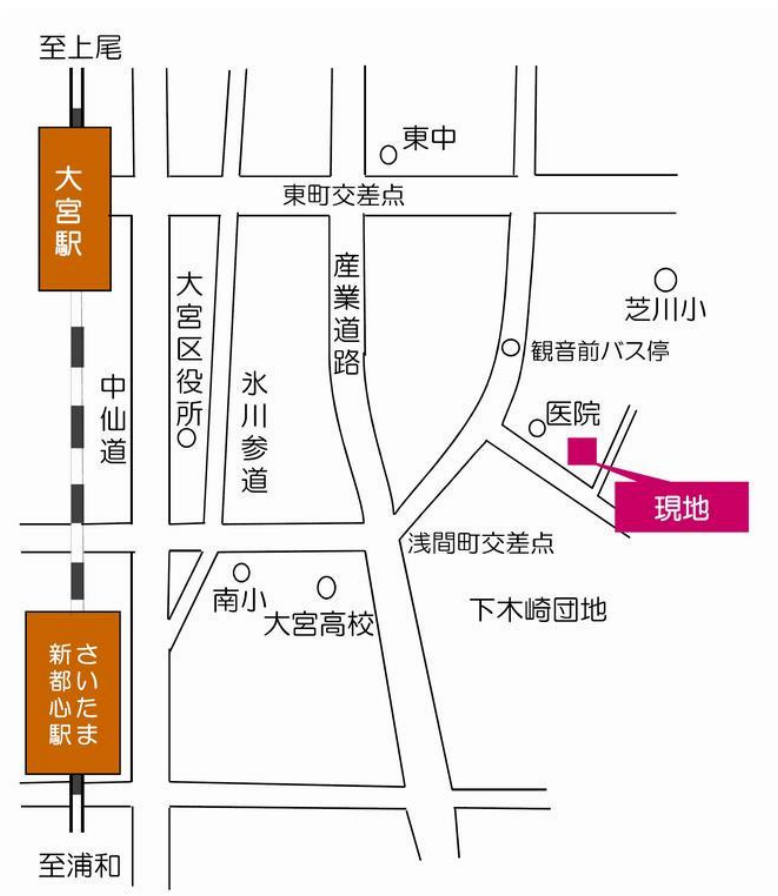 至上尾
東中
大宮駅
東町交差点
産業道路
芝川小
大宮区役所
観音前バス停
氷川参道
中仙道
医院
現地
浅間町交差点
南小
大宮高校
下木崎団地
さいたま
新都心駅
至浦和